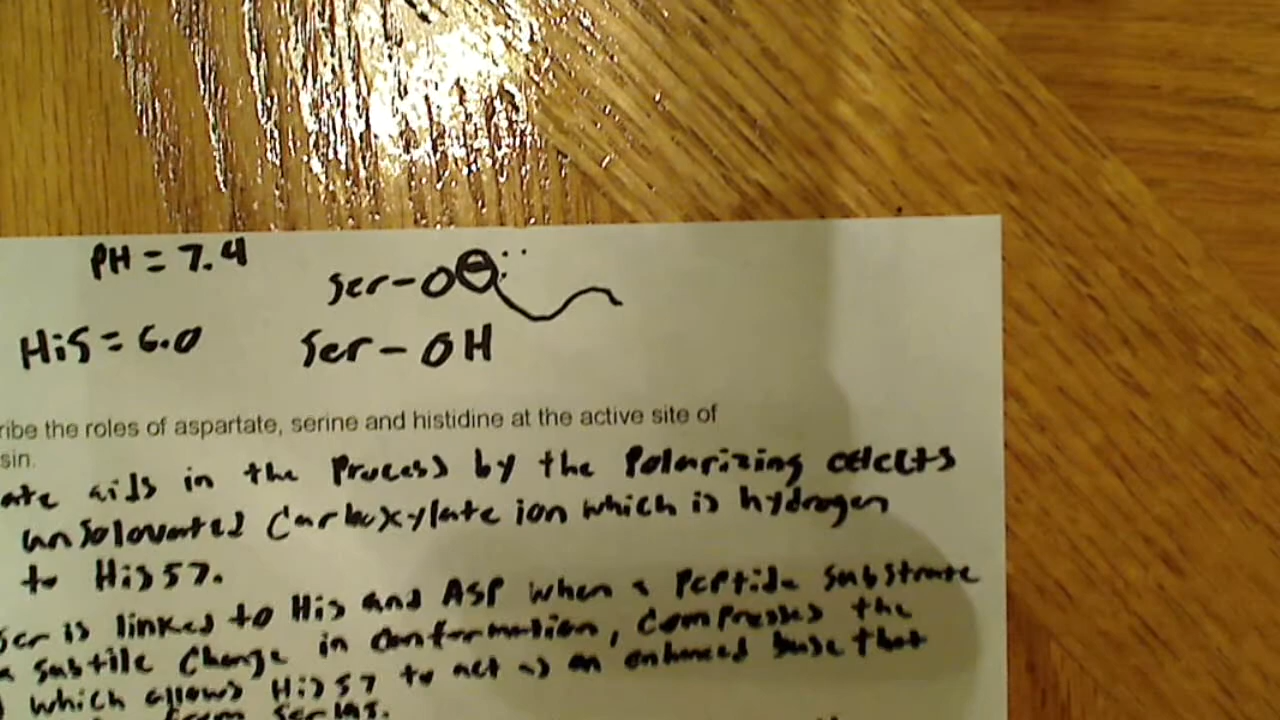 PH = 7.4
Ser-O⊖:
His = 6.0
Ser-OH
ribe the roles of aspartate, serine and histidine at the active site of
sin.
ate aids in the process by the Polarizing
unsolovated Carboxylate ion which is hydrogen
to His57.
Ser is linked to His and ASP when a peptide substrate
a subtile change in conformation, compresses the
which allows His57 to act as an enhanced base that
from Ser195.